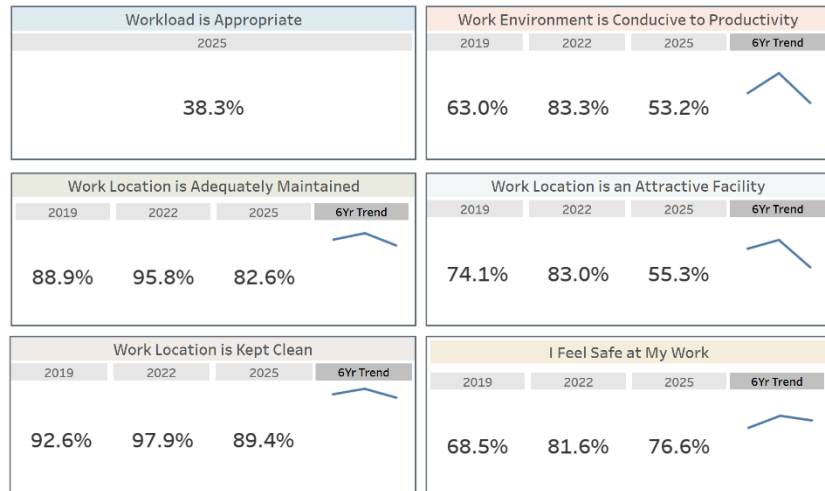 Workload is Appropriate
2025
38.3%
Work Environment is Conducive to Productivity
2019 2022 2025 6Yr Trend
63.0% 83.3% 53.2%
Work Location is Adequately Maintained
2019 2022 2025 6Yr Trend
88.9% 95.8% 82.6%
Work Location is an Attractive Facility
2019 2022 2025 6Yr Trend
74.1% 83.0% 55.3%
Work Location is Kept Clean
2019 2022 2025 6Yr Trend
92.6% 97.9% 89.4%
I Feel Safe at My Work
2019 2022 2025 6Yr Trend
68.5% 81.6% 76.6%